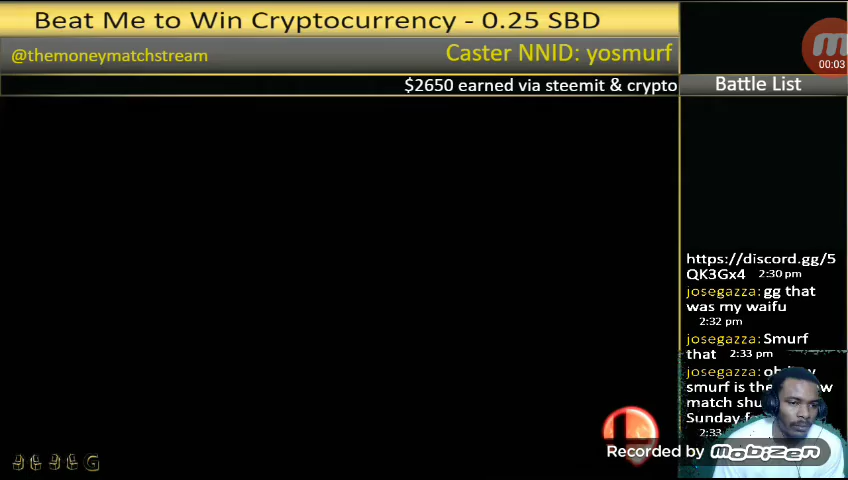 Beat Me to Win Cryptocurrency - 0.25 SBD
@themoneymatchstream
Caster NNID: yosmurf
00:03
$2650 earned via steemit & crypto
Battle List
https://discord.gg/5
QK3Gx4 2:30 pm
josegazza: gg that
was my waifu
2:32 pm
josegazza: Smurf
that 2:33 pm
josegazza:
smurf is the
match
Sunday
2:33
Recorded by mobizen